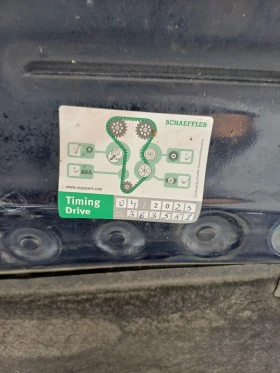 SCHAEFFLER
www.repxpert.com
Timing
Drive
04/2025
363557